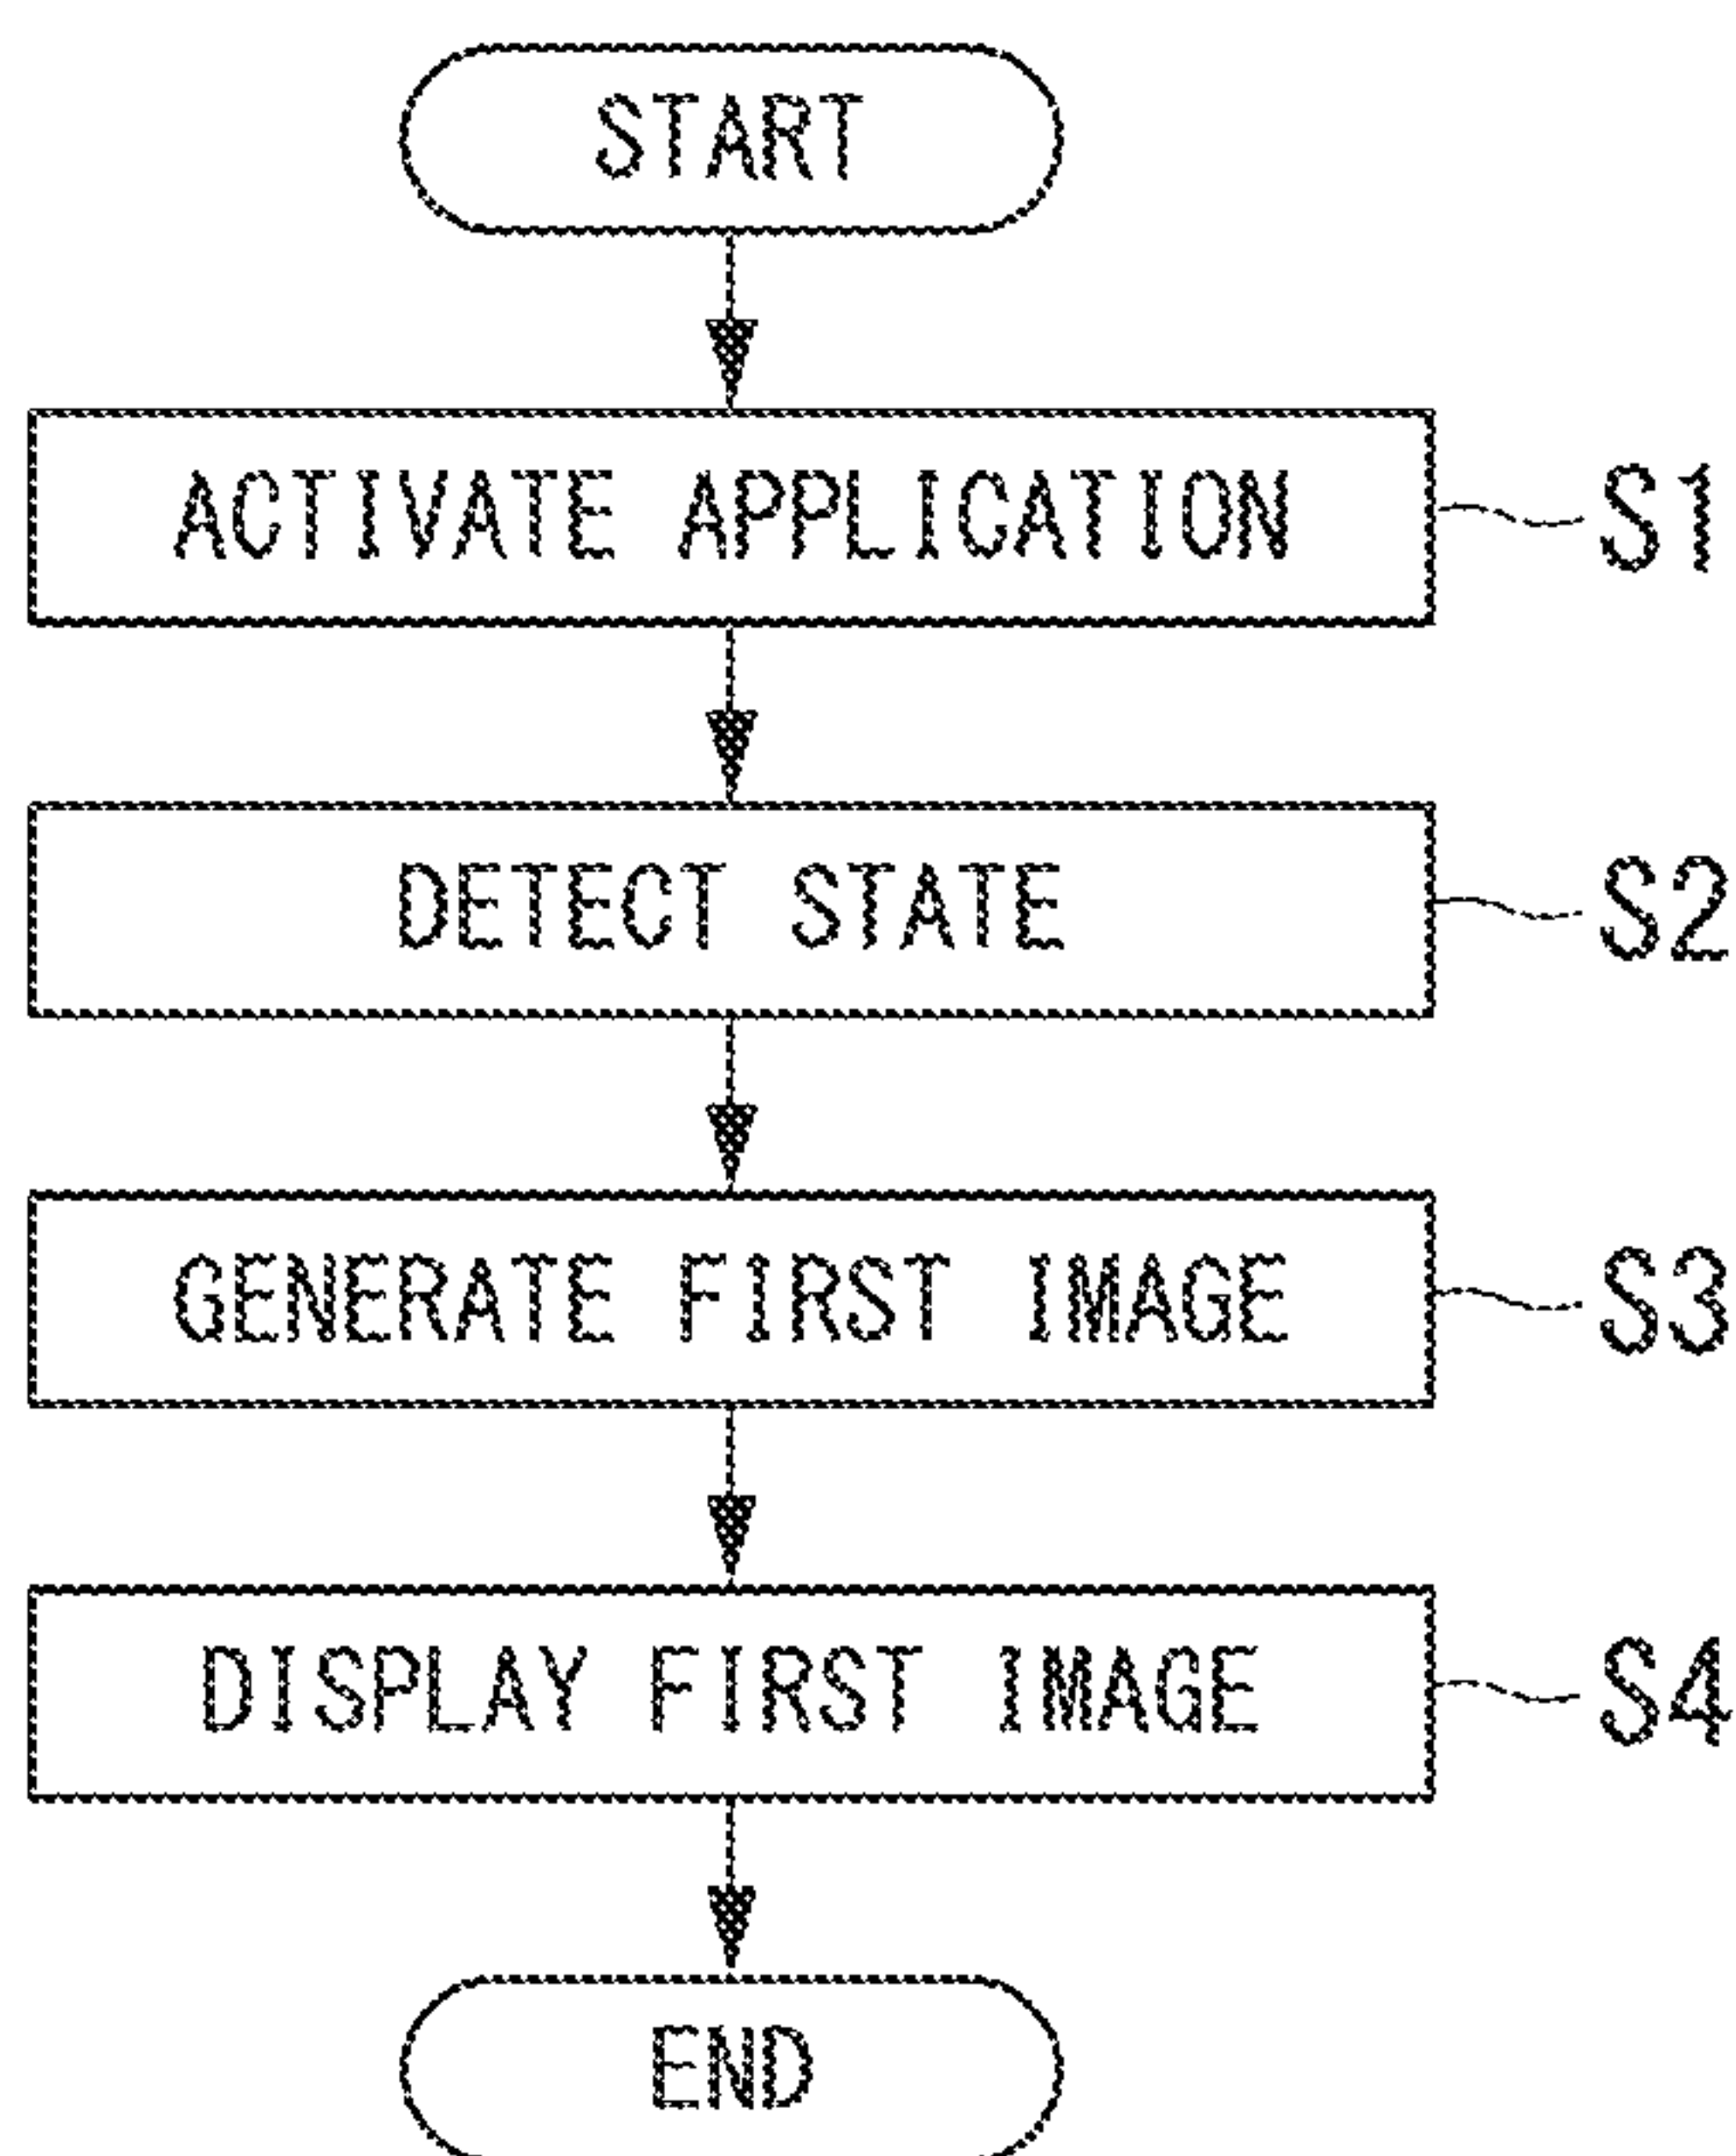 START
ACTIVATE APPLICATION S1
DETECT STATE S2
GENERATE FIRST IMAGE S3
DISPLAY FIRST IMAGE S4
END